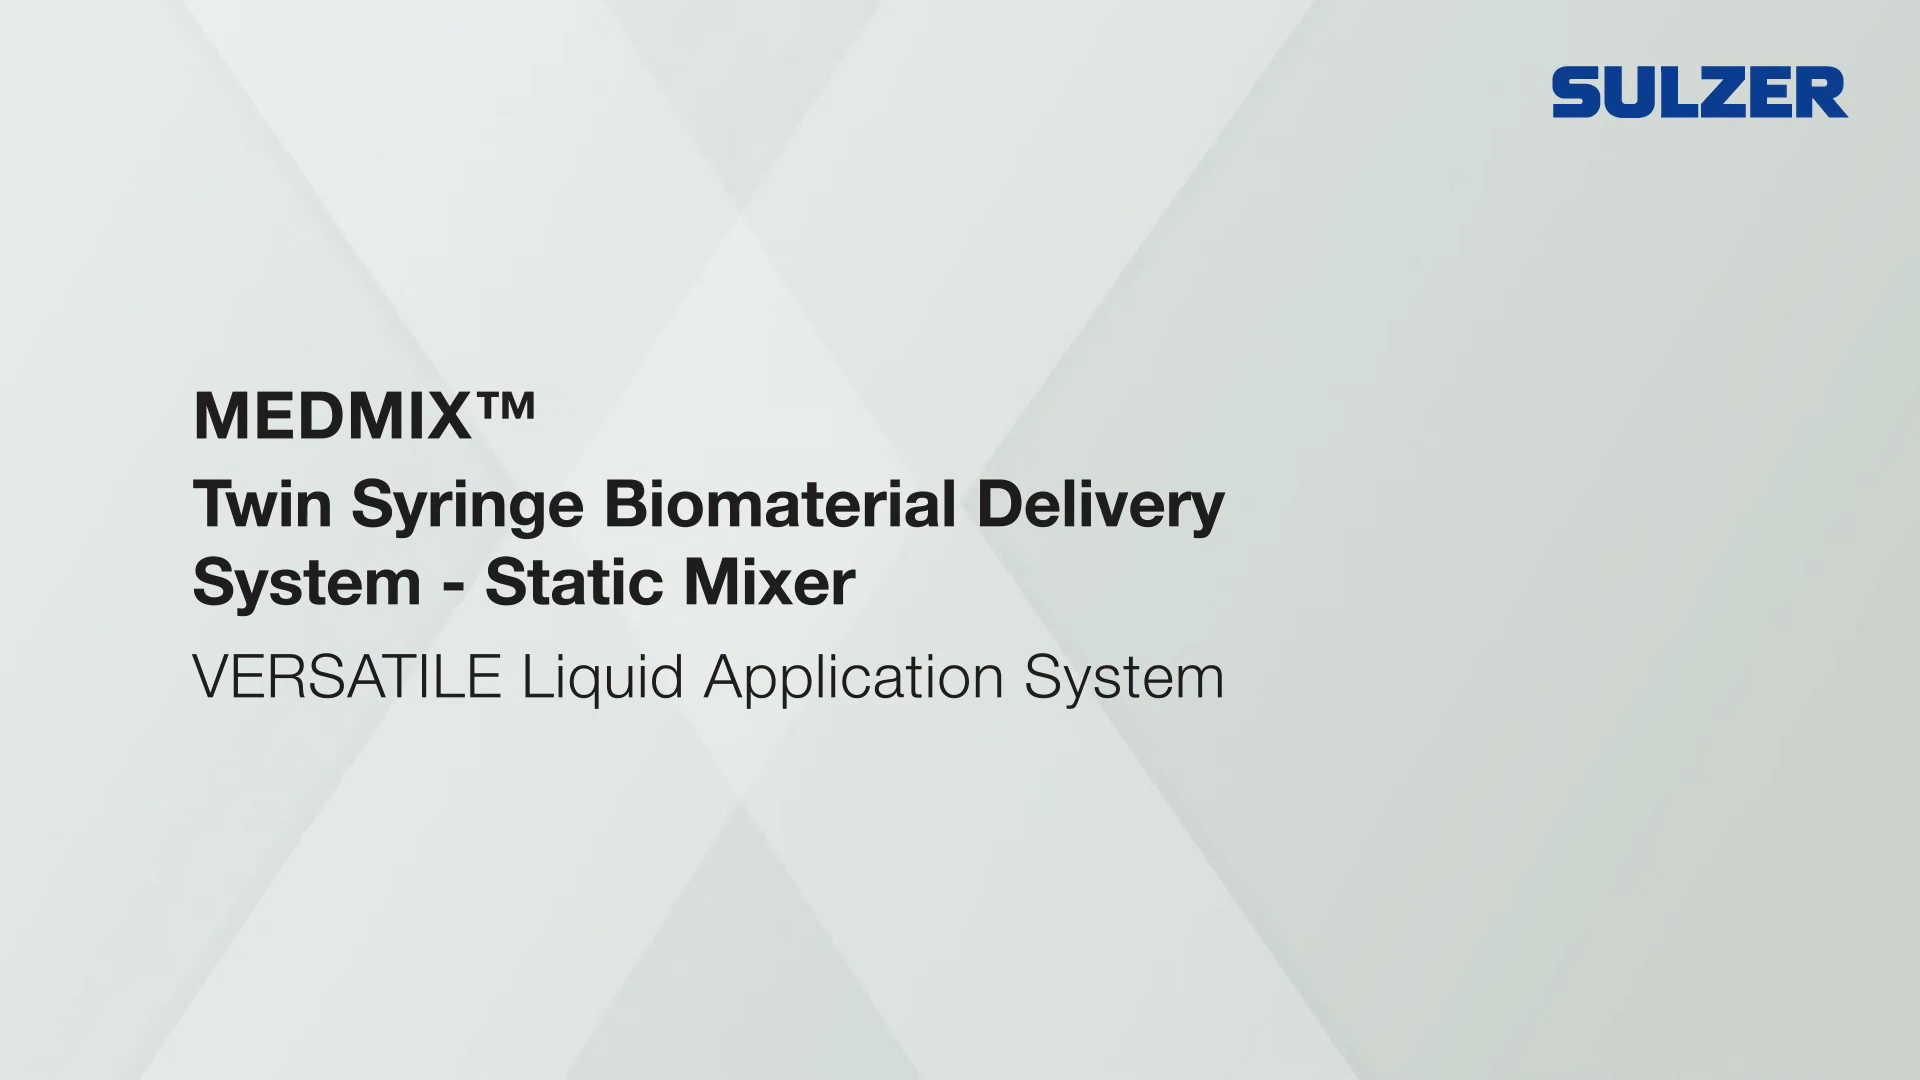 SULZER
MEDMIX™
Twin Syringe Biomaterial Delivery
System - Static Mixer
VERSATILE Liquid Application System